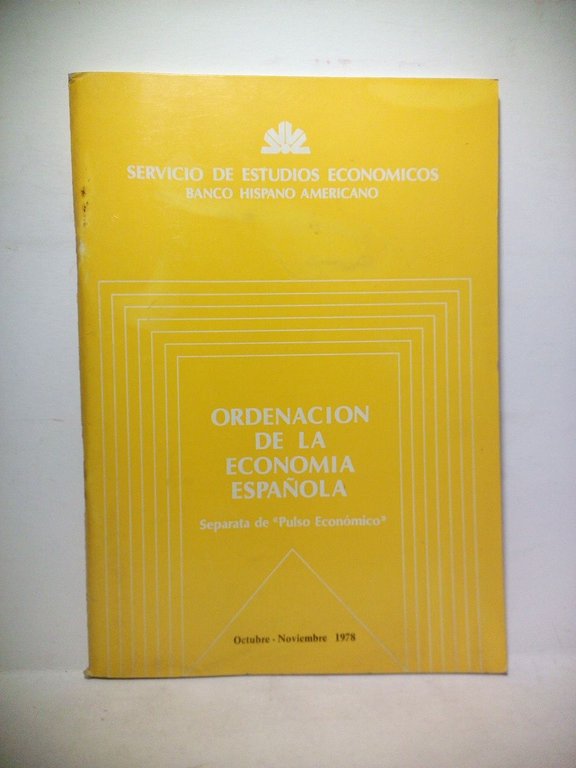 SERVICIO DE ESTUDIOS ECONOMICOS
BANCO HISPANO AMERICANO
ORDENACION
DE LA
ECONOMIA
ESPAÑOLA
Separata de "Pulso Económico"
Octubre - Noviembre 1978